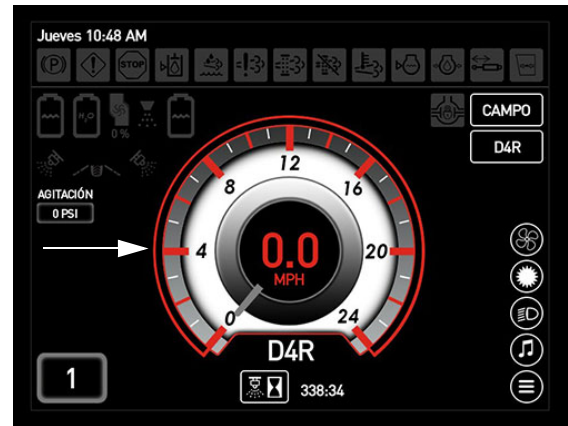 Jueves 10:48 AM
(P)
STOP
H₂O
0 %
CAMPO
D4R
AGITACIÓN
0 PSI
0
4
8
12
16
20
24
0.0
MPH
D4R
1
338:34